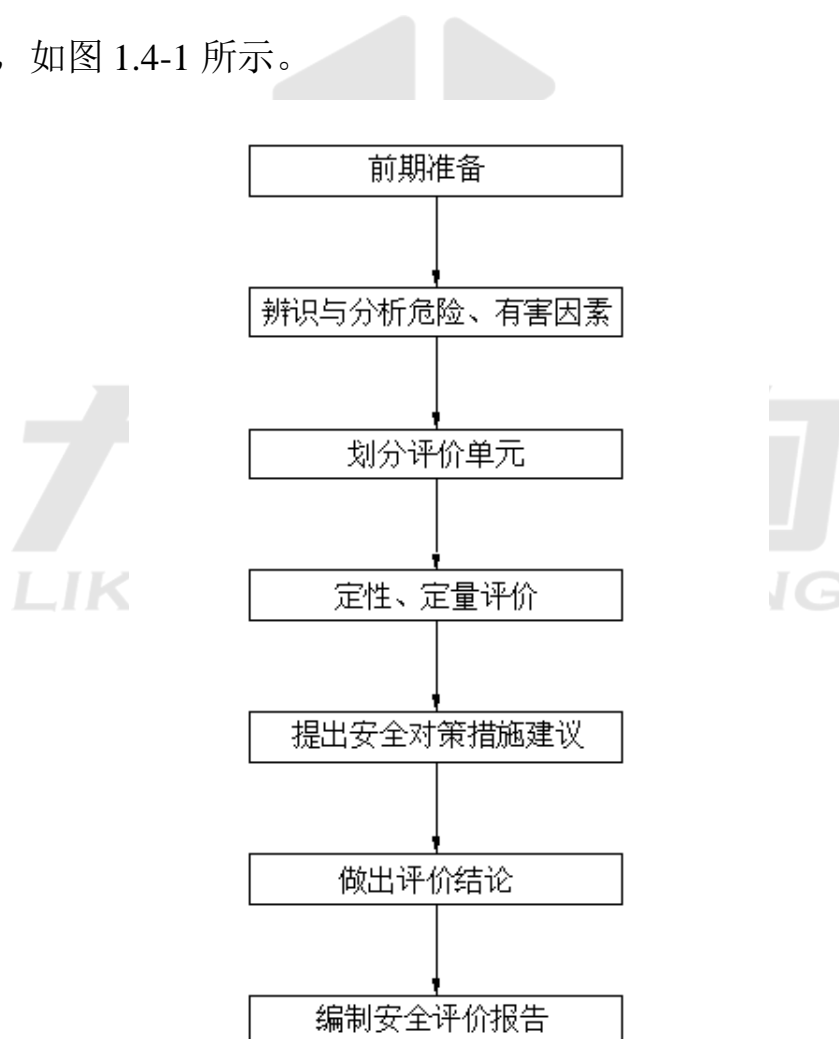 ，如图 1.4-1 所示。
前期准备
辨识与分析危险、有害因素
划分评价单元
定性、定量评价
LIK
NG
提出安全对策措施建议
做出评价结论
编制安全评价报告